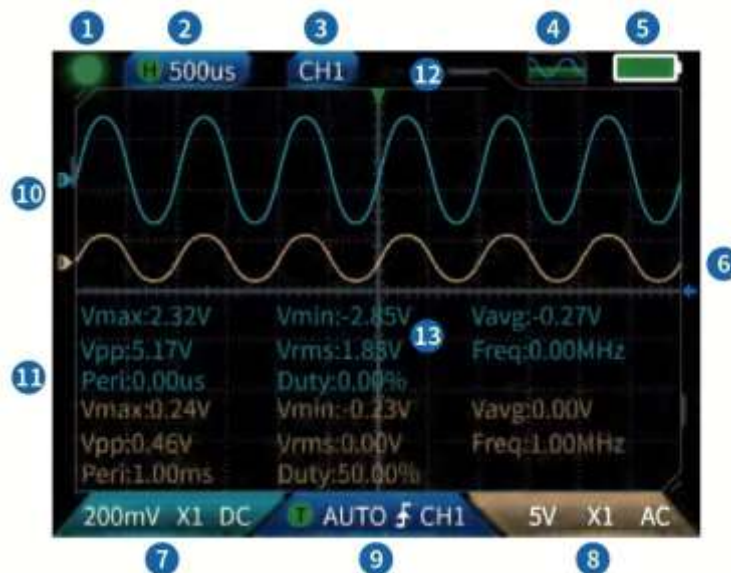 1 2 3 4 5
H 500us CH1 12
10
6
Vmax:2.32V Vmin:-2.85V Vavg:-0.27V
13
Vpp:5.17V Vrms:1.83V Freq:0.00MHz
11
Peri:0.00us Duty:0.00%
Vmax:0.24V Vmin:-0.23V Vavg:0.00V
Vpp:0.46V Vrms:0.00V Freq:1.00MHz
Peri:1.00ms Duty:50.00%
200mV X1 DC T AUTO CH1 5V X1 AC
7 9 8